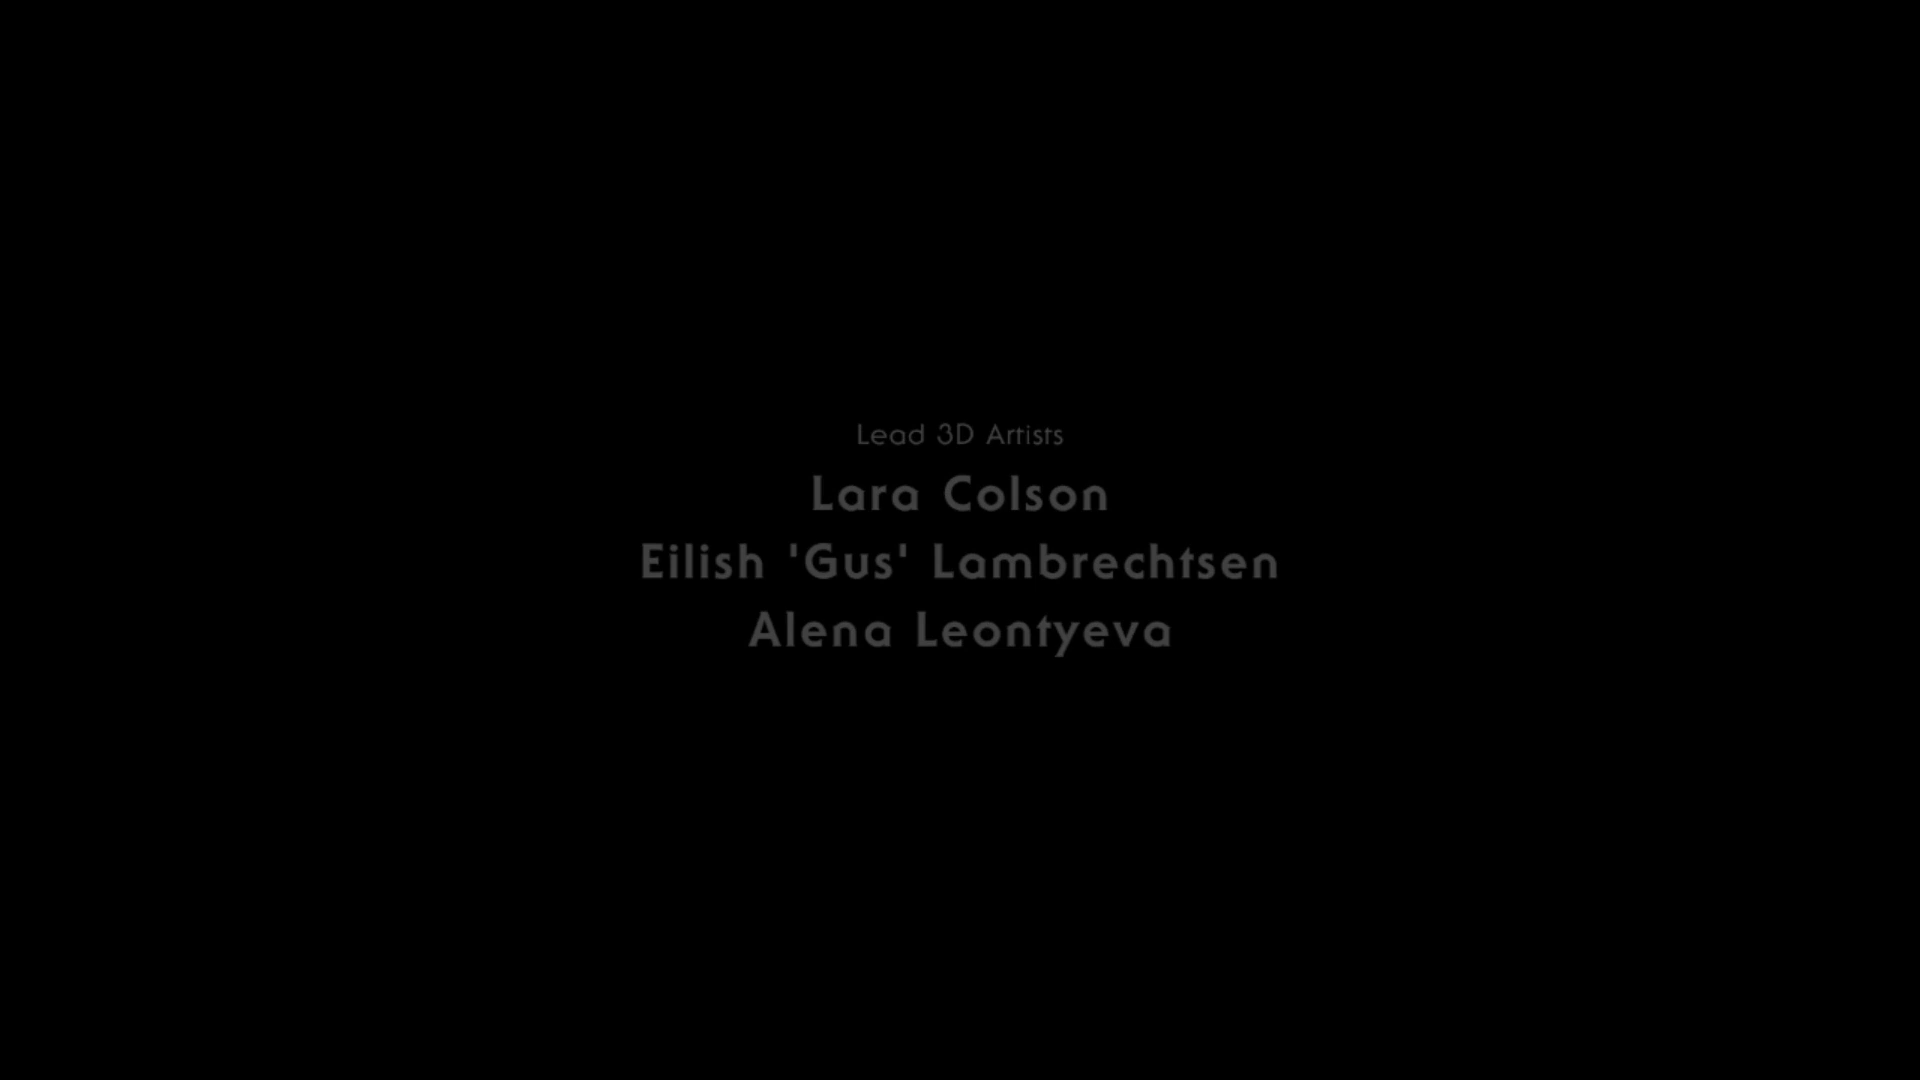 Lead 3D Artists
Lara Colson
Eilish 'Gus' Lambrechtsen
Alena Leontyeva